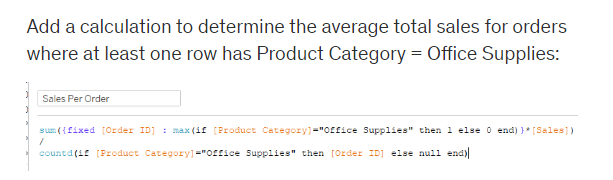 Add a calculation to determine the average total sales for orders
where at least one row has Product Category = Office Supplies:
Sales Per Order
sum({fixed [Order ID] : max(if [Product Category]="Office Supplies" then 1 else 0 end)}*[Sales])
/
countd(if [Product Category]="Office Supplies" then [Order ID] else null end)